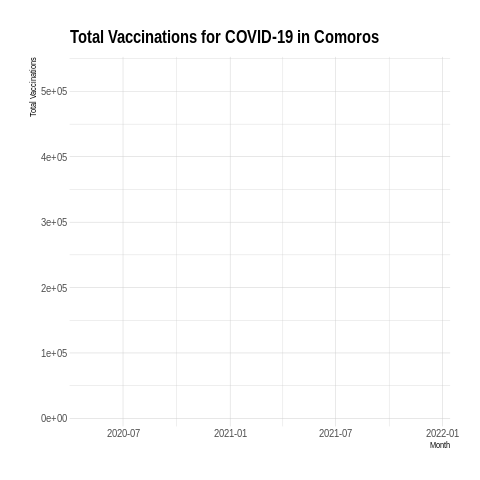 Total Vaccinations for COVID-19 in Comoros
Total Vaccinations
5e+05
4e+05
3e+05
2e+05
1e+05
0e+00
2020-07 2021-01 2021-07 2022-01
Month